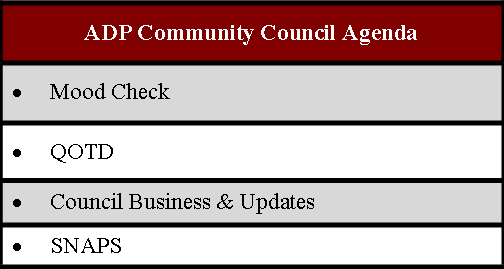 ADP Community Council Agenda
• Mood Check
• QOTD
• Council Business & Updates
• SNAPS